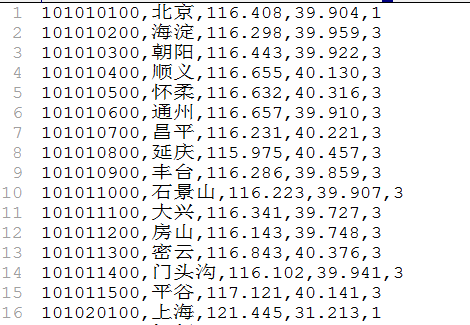 1 101010100,北京,116.408,39.904,1
2 101010200,海淀,116.298,39.959,3
3 101010300,朝阳,116.443,39.922,3
4 101010400,顺义,116.655,40.130,3
5 101010500,怀柔,116.632,40.316,3
6 101010600,通州,116.657,39.910,3
7 101010700,昌平,116.231,40.221,3
8 101010800,延庆,115.975,40.457,3
9 101010900,丰台,116.286,39.859,3
10 101011000,石景山,116.223,39.907,3
11 101011100,大兴,116.341,39.727,3
12 101011200,房山,116.143,39.748,3
13 101011300,密云,116.843,40.376,3
14 101011400,门头沟,116.102,39.941,3
15 101011500,平谷,117.121,40.141,3
16 101020100,上海,121.445,31.213,1